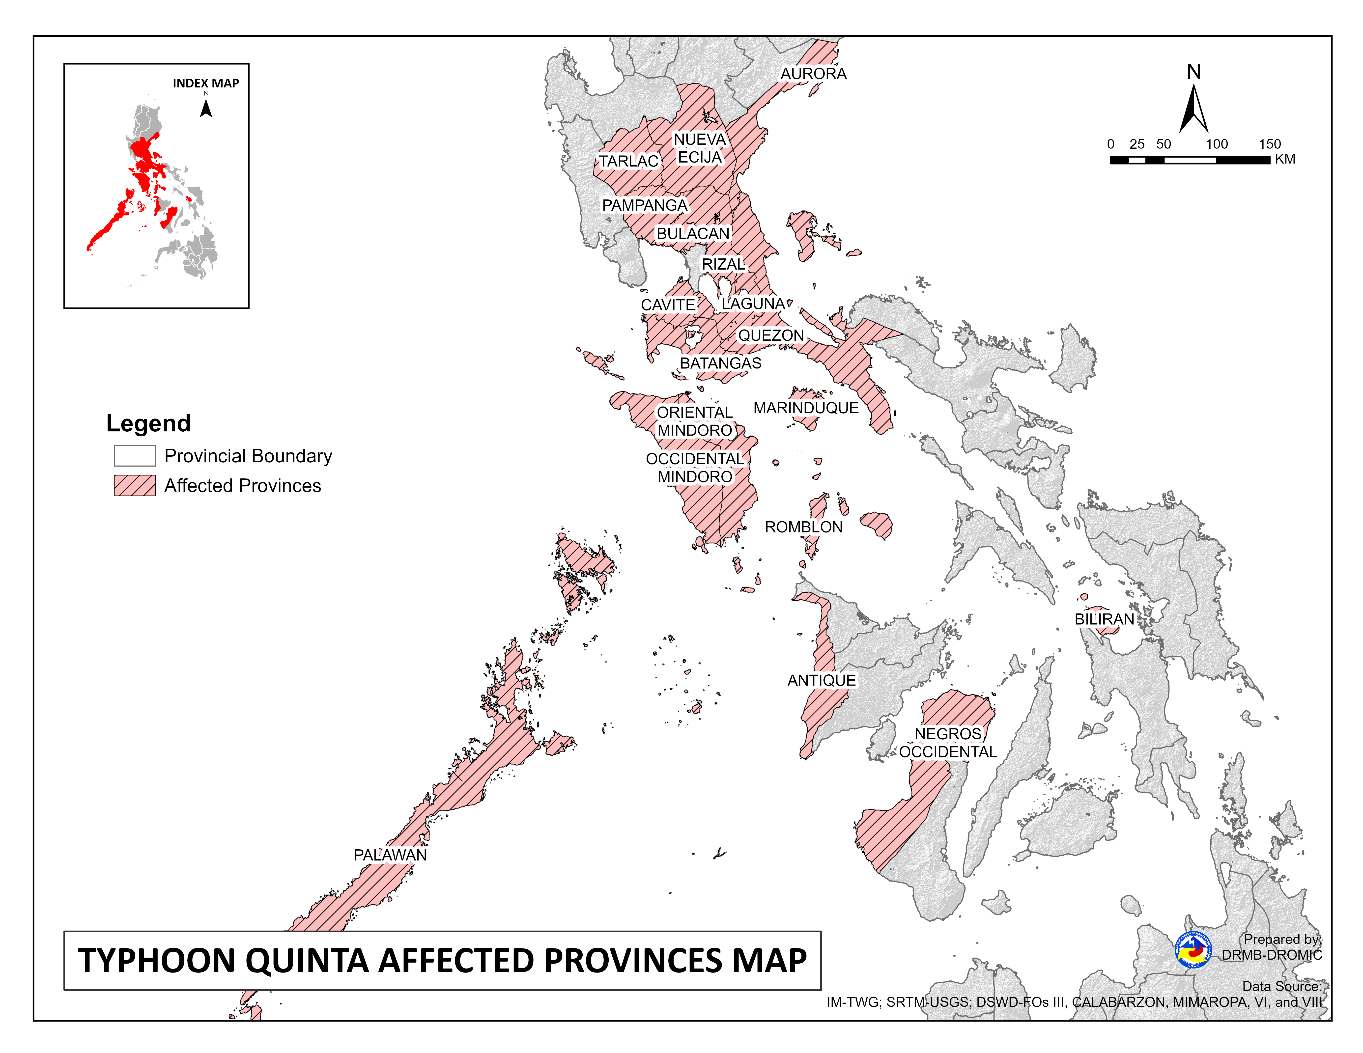 INDEX MAP
N
N
0 25 50 100 150
KM
AURORA
NUEVA
ECIJA
TARLAC
PAMPANGA
BULACAN
RIZAL
CAVITE
LAGUNA
QUEZON
BATANGAS
ORIENTAL
MINDORO
MARINDUQUE
OCCIDENTAL
MINDORO
ROMBLON
Legend
Provincial Boundary
Affected Provinces
BILIRAN
ANTIQUE
NEGROS
OCCIDENTAL
PALAWAN
TYPHOON QUINTA AFFECTED PROVINCES MAP
Prepared by:
DRMB-DROMIC
Data Source:
IM-TWG; SRTM-USGS; DSWD-FOs III, CALABARZON, MIMAROPA, VI, and VIII